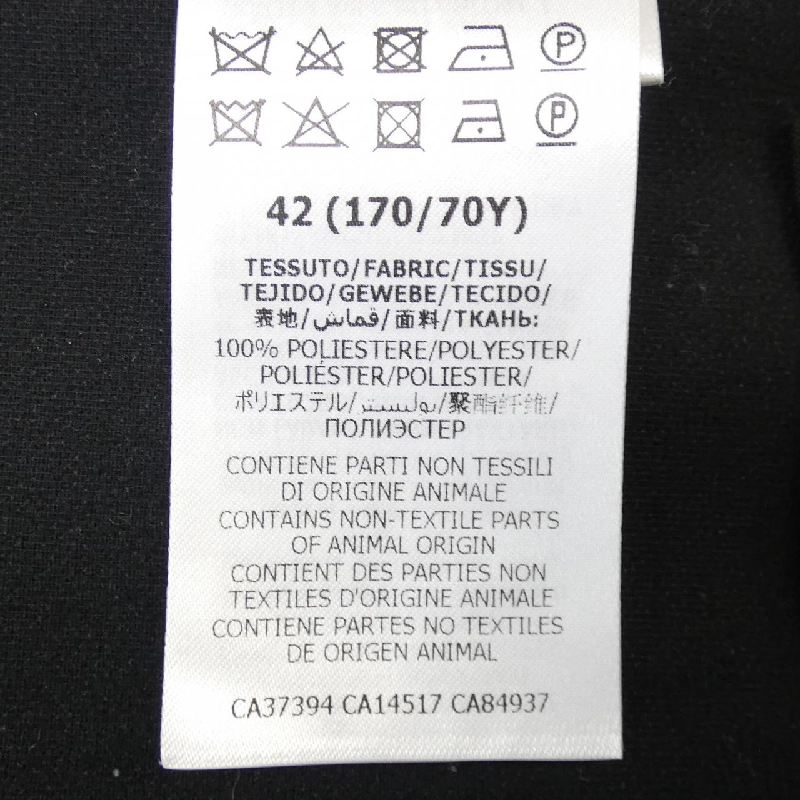 P
P
42 (170/70Y)
TESSUTO/FABRIC/TISSU/
TEJIDO/GEWEBE/TECIDO/
表地/قماش/面料/ТКАНЬ:
100% POLIESTERE/POLYESTER/
POLIÉSTER/POLIESTER/
ポリエステル/بوليستر/聚酯纤维/
ПОЛИЭСТЕР
CONTIENE PARTI NON TESSILI
DI ORIGINE ANIMALE
CONTAINS NON-TEXTILE PARTS
OF ANIMAL ORIGIN
CONTIENT DES PARTIES NON
TEXTILES D'ORIGINE ANIMALE
CONTIENE PARTES NO TEXTILES
DE ORIGEN ANIMAL
CA37394 CA14517 CA84937